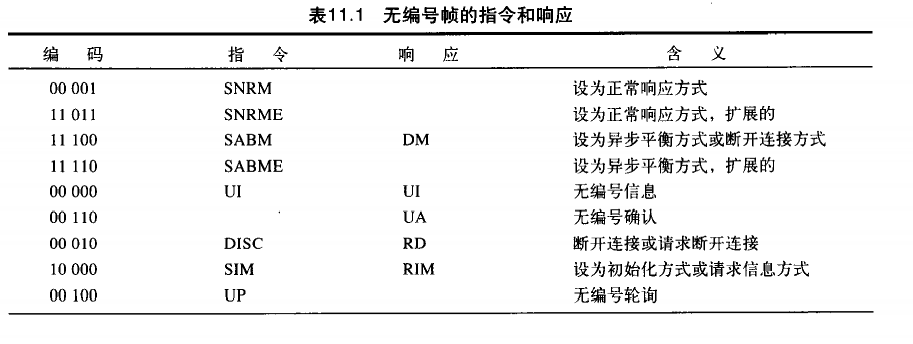 表11.1 无编号帧的指令和响应
编 码 指 令 响 应 含 义
00 001 SNRM 设为正常响应方式
11 011 SNRME 设为正常响应方式，扩展的
11 100 SABM DM 设为异步平衡方式或断开连接方式
11 110 SABME 设为异步平衡方式，扩展的
00 000 UI UI 无编号信息
00 110 UA 无编号确认
00 010 DISC RD 断开连接或请求断开连接
10 000 SIM RIM 设为初始化方式或请求信息方式
00 100 UP 无编号轮询